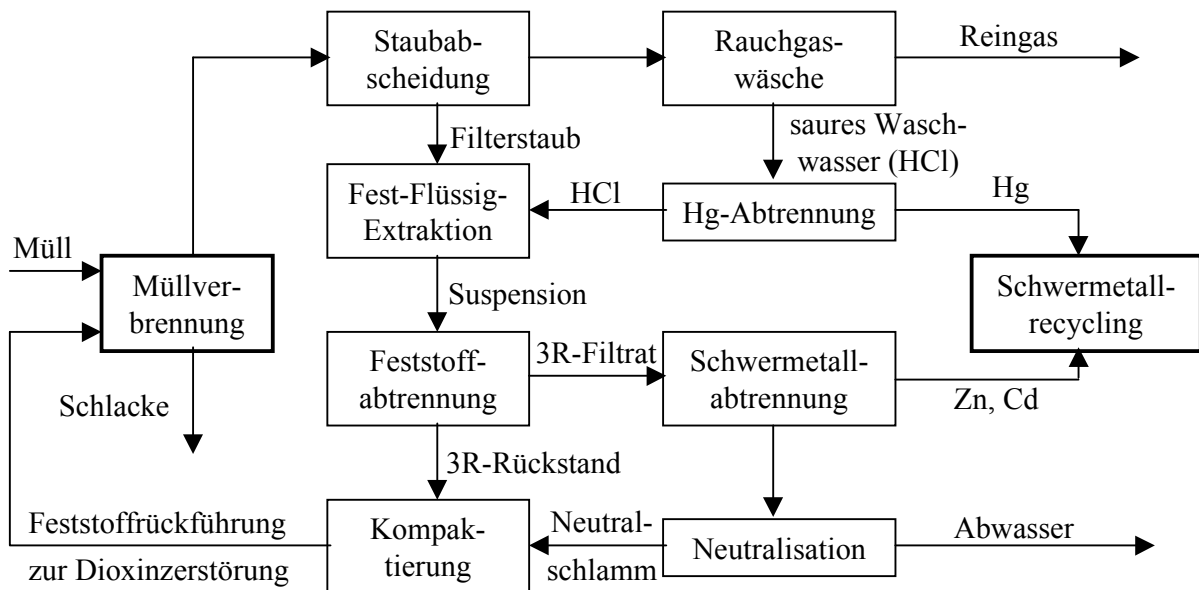 Staubab-
scheidung
Rauchgas-
wäsche
Reingas
Filterstaub
saures Wasch-
wasser (HCl)
Fest-Flüssig-
Extraktion
HCl
Hg-Abtrennung
Hg
Müll
Müllver-
brennung
Suspension
Schwermetall-
recycling
Feststoff-
abtrennung
3R-Filtrat
Schwermetall-
abtrennung
Zn, Cd
Schlacke
3R-Rückstand
Feststoffrückführung
zur Dioxinzerstörung
Kompak-
tierung
Neutral-
schlamm
Neutralisation
Abwasser